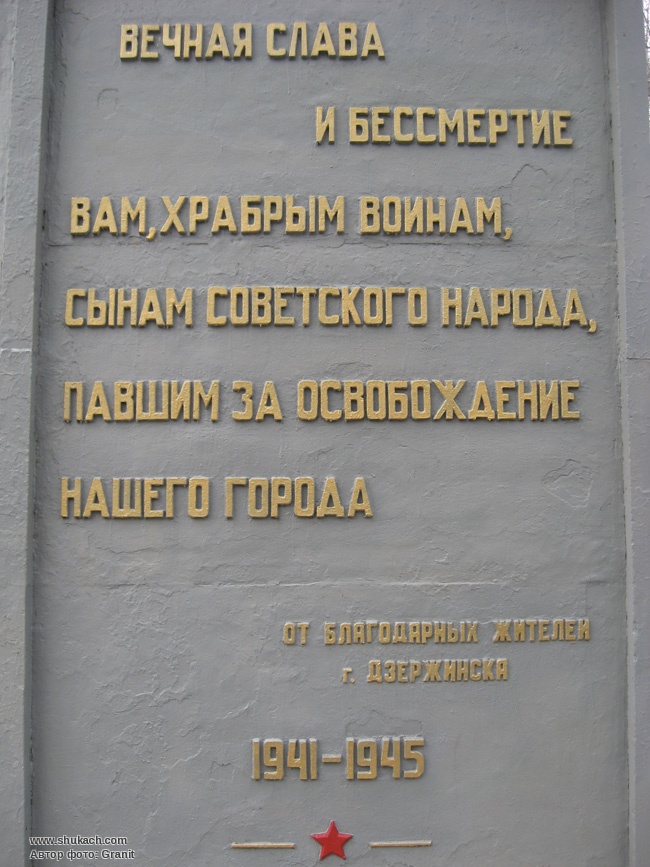 ВЕЧНАЯ СЛАВА
И БЕССМЕРТИЕ
ВАМ, ХРАБРЫМ ВОИНАМ,
СЫНАМ СОВЕТСКОГО НАРОДА,
ПАВШИМ ЗА ОСВОБОЖДЕНИЕ
НАШЕГО ГОРОДА
ОТ БЛАГОДАРНЫХ ЖИТЕЛЕЙ
г. ДЗЕРЖИНСКА
1941-1945
www.shukach.com
Автор фото: Granit